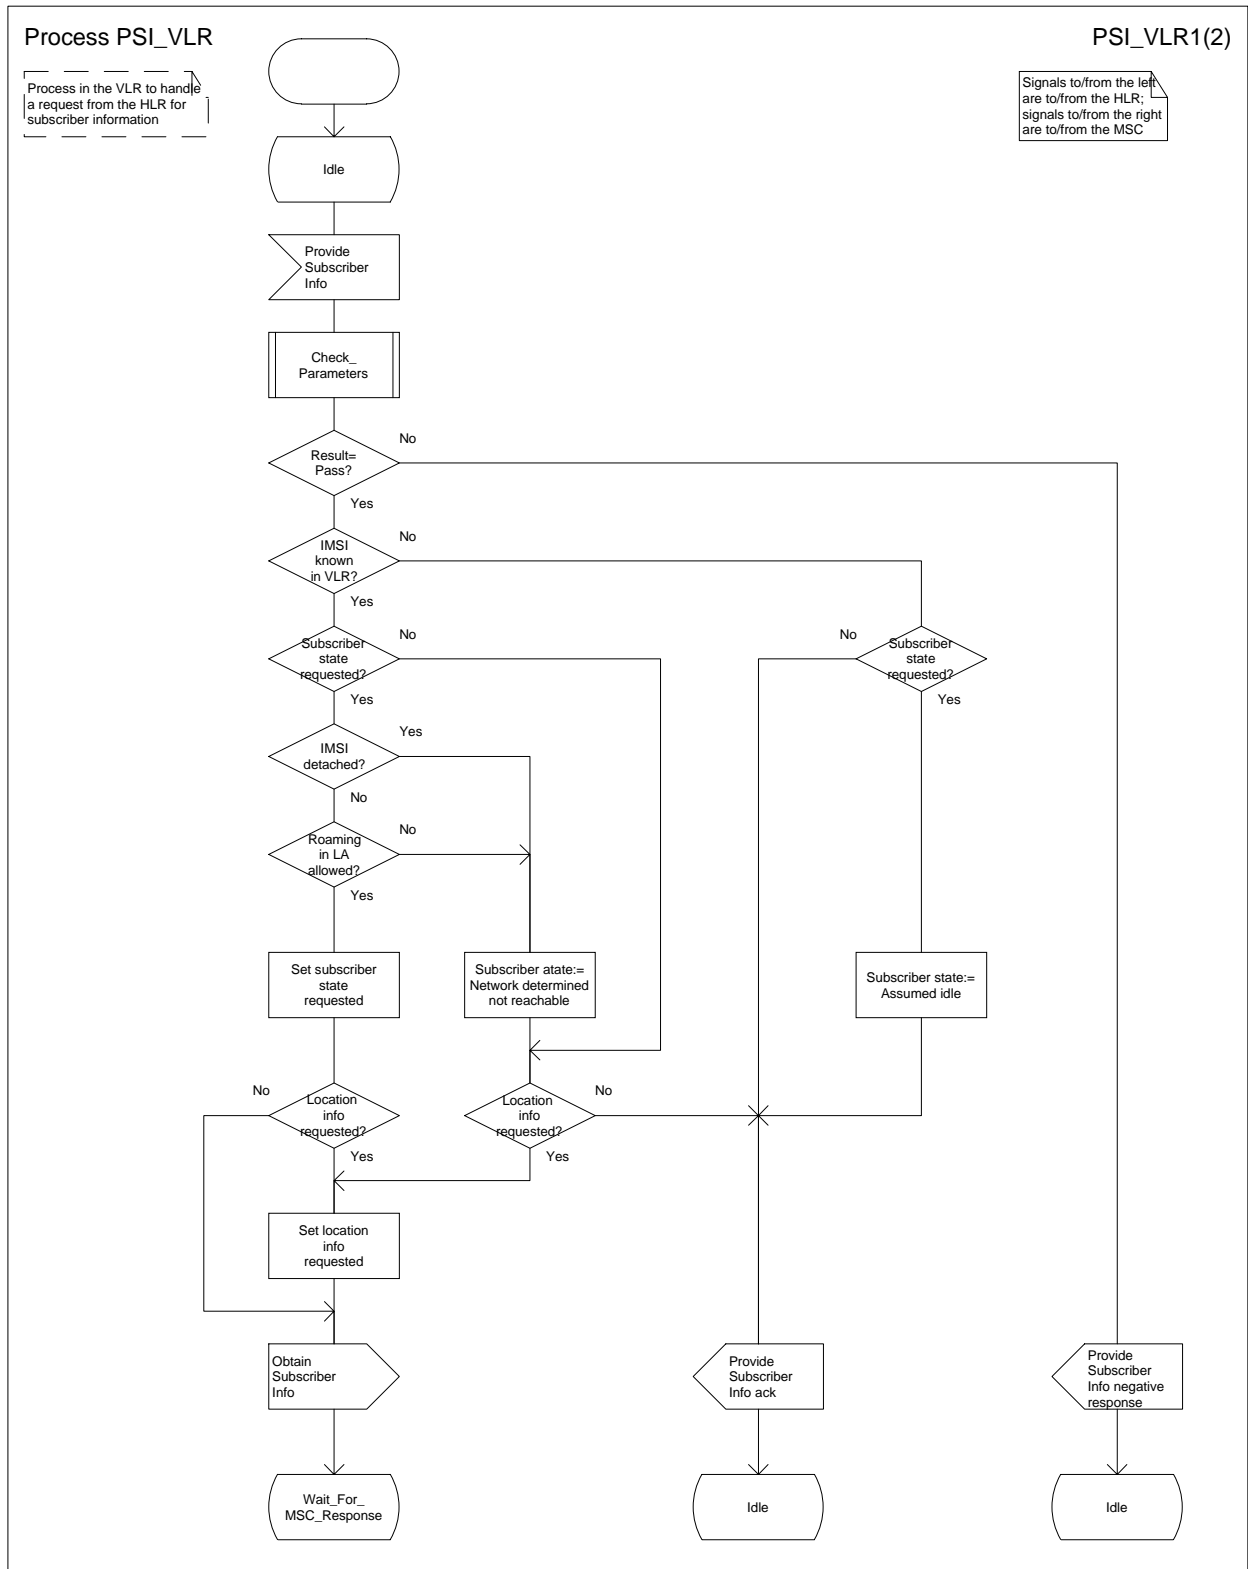 Process PSI_VLR
PSI_VLR1(2)
Process in the VLR to handle
a request from the HLR for
subscriber information
Signals to/from the left
are to/from the HLR;
signals to/from the right
are to/from the MSC
Idle
Provide
Subscriber
Info
Check_
Parameters
Result=
Pass?
No
Yes
IMSI
known
in VLR?
No
Yes
Subscriber
state
requested?
No
Yes
No
Subscriber
state
requested?
Yes
IMSI
detached?
Yes
No
Roaming
in LA
allowed?
No
Yes
Set subscriber
state
requested
Subscriber atate:=
Network determined
not reachable
Subscriber state:=
Assumed idle
No
Location
info
requested?
Yes
Location
info
requested?
No
Yes
Set location
info
requested
Obtain
Subscriber
Info
Provide
Subscriber
Info ack
Provide
Subscriber
Info negative
response
Wait_For_
MSC_Response
Idle
Idle